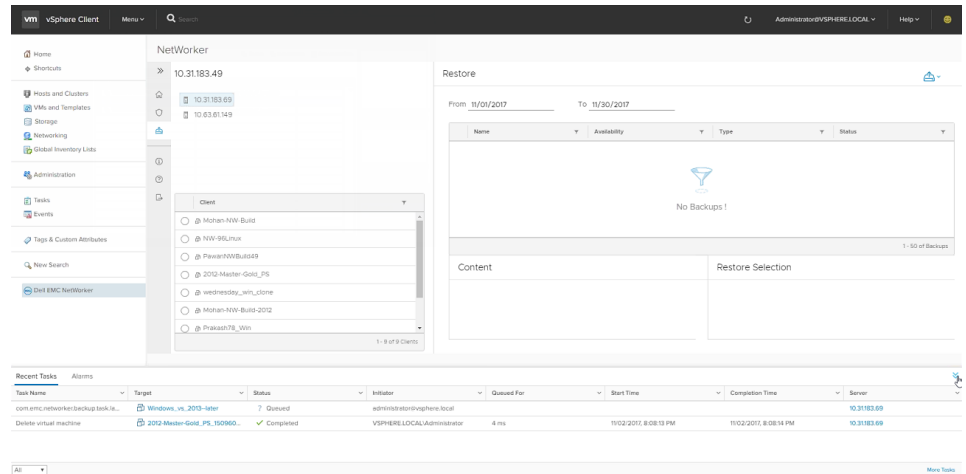 vm vSphere Client Menu Search Administrator@VSPHERE.LOCAL Help
Home
Shortcuts
Hosts and Clusters
VMs and Templates
Storage
Networking
Global Inventory Lists
Administration
Tasks
Events
Tags & Custom Attributes
New Search
Dell EMC NetWorker
NetWorker
10.31.183.49
10.31.183.69
10.63.61.149
Client
Mohan-NW-Build
NW-96Linux
PawanNWBuild49
2012-Master-Gold_PS
wednesday_win_clone
Mohan-NW-Build-2012
Prakash78_Win
1 - 9 of 9 Clients
Restore
From 11/01/2017 To 11/30/2017
Name Availability Type Status
No Backups !
1 - 50 of Backups
Content
Restore Selection
Recent Tasks Alarms
Task Name Target Status Initiator Queued For Start Time Completion Time Server
com.emc.networker.backup.task.le... Windows_vs_2013--later ? Queued administrator@vsphere.local 10.31.183.69
Delete virtual machine 2012-Master-Gold_PS_150960... Completed VSPHERE.LOCAL\Administrator 4 ms 11/02/2017, 8:08:13 PM 11/02/2017, 8:08:14 PM 10.31.183.69
All More Tasks